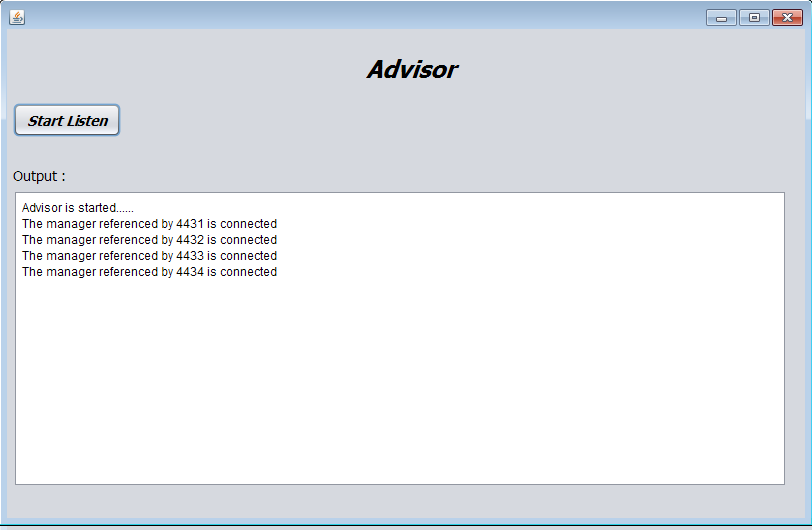 Advisor
Start Listen
Output :
Advisor is started......
The manager referenced by 4431 is connected
The manager referenced by 4432 is connected
The manager referenced by 4433 is connected
The manager referenced by 4434 is connected